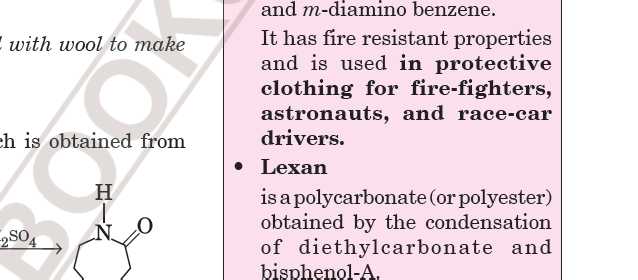 l with wool to make
ch is obtained from
H
N
O
₂SO₄
and m-diamino benzene.
It has fire resistant properties
and is used in protective
clothing for fire-fighters,
astronauts, and race-car
drivers.
• Lexan
is a polycarbonate (or polyester)
obtained by the condensation
of diethylcarbonate and
bisphenol-A.
BOOK